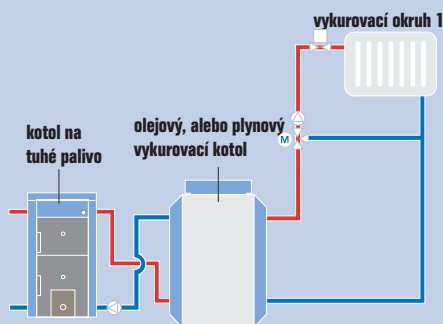 vykurovací okruh 1
olejový, alebo plynový
vykurovací kotol
kotol na
tuhé palivo
M